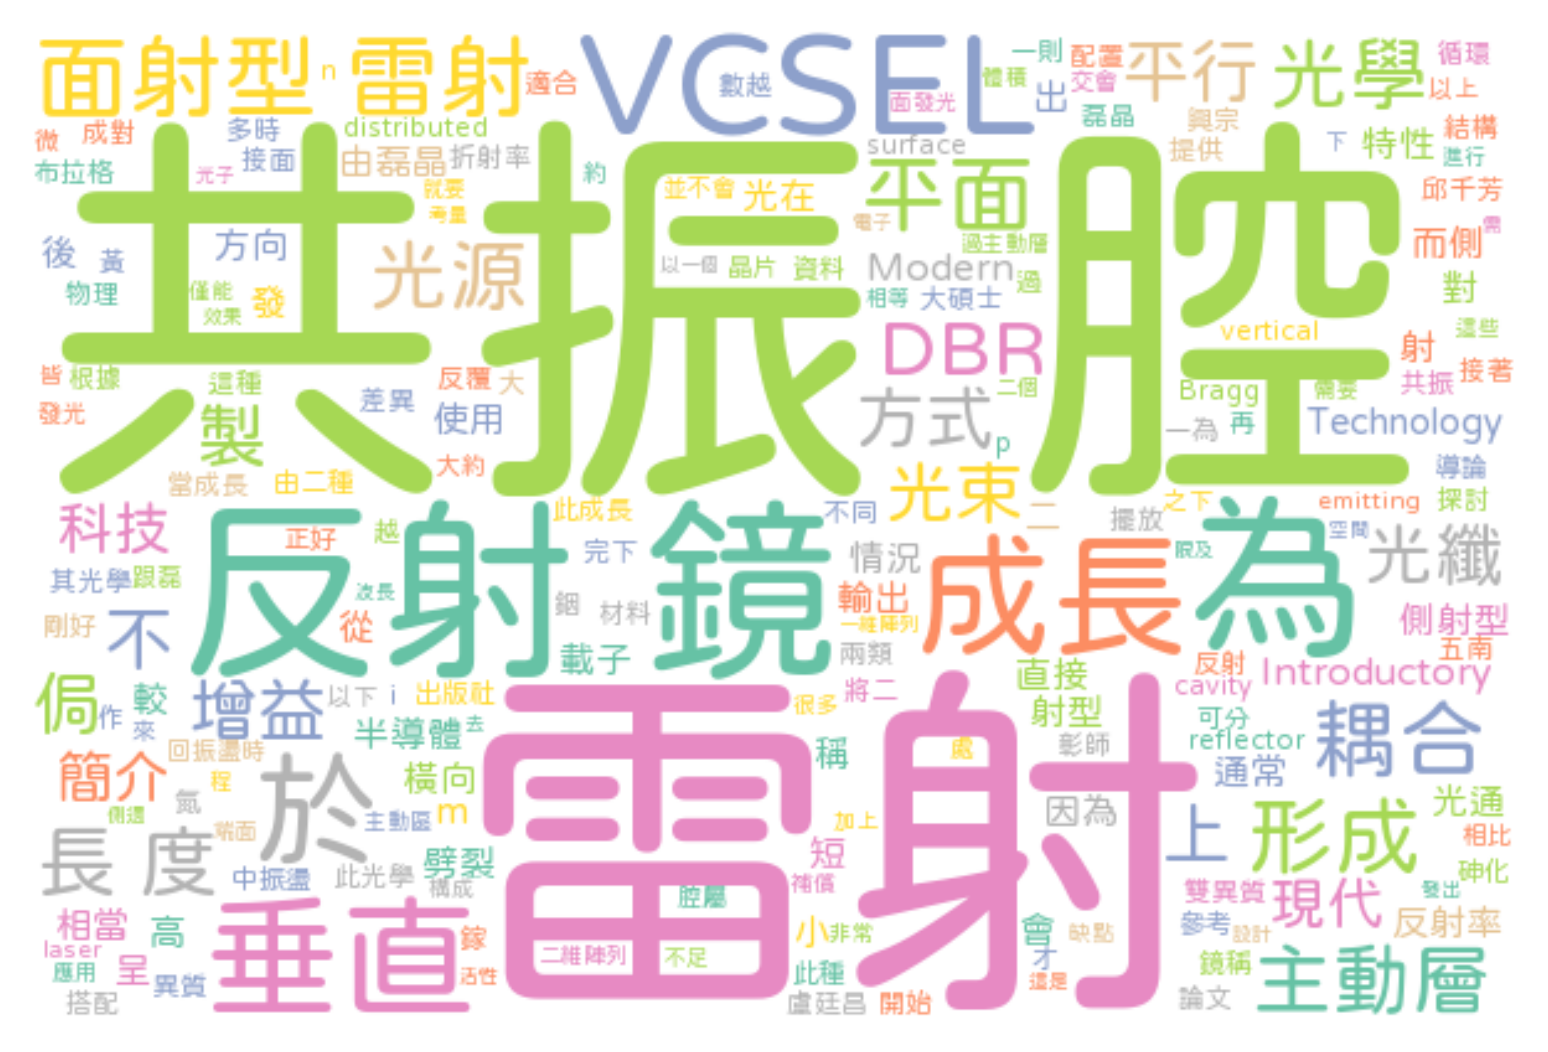 面射型
n
雷射
適合
VCSEL
數越
面發光
體積
一則
出
配置
交會
平行
光學
循環
以上
微
成對
多時
distributed
接面
由磊晶
折射率
布拉格
光子
就要
考量
約
surface
磊晶
興宗
提供
下
特性
結構
進行
共振腔
並不會
光在
平面
電子
過主動層
邱千芳
需
而側
後
黃
方向
光源
以一個
晶片
資料
Modern
過
相等
大碩士
對
物理
僅能
效果
發
DBR
vertical
這些
射
皆
根據
這種
製
差異
反覆
大
使用
方式
二個
p
Bragg
需要
共振
接著
發光
一為
再
Technology
大約
當成長
由二種
光束
二
之下
導論
emitting
探討
科技
反射鏡
正好
越
此成長
完下
不同
擺放
為
空間
光纖
情況
成長
眼及
其光學
跟磊
波長
銦
材料
輸出
一維陣列
側射型
剛好
不
從
載子
兩類
五南
反射
直接
Introductory
侷
較
作
來
增益
以下
i
出版社
雷射
很多
將二
射型
cavity
可分
reflector
耦合
半導體
去
稱
處
彰師
通常
簡介
回振盪時
程
於
橫向
氮
側邊
m
主動區
端面
加上
因為
上
形成
光通
相比
長度
中振盪
此光學
劈裂
構成
短
補償
砷化
雙異質
現代
發出
腔屬
相當
高
垂直
鎵
小
非常
會
缺點
參考
設計
反射率
laser
應用
呈
異質
活性
二維陣列
不足
此種
才
這是
鏡稱
主動層
搭配
盧廷昌
開始
論文